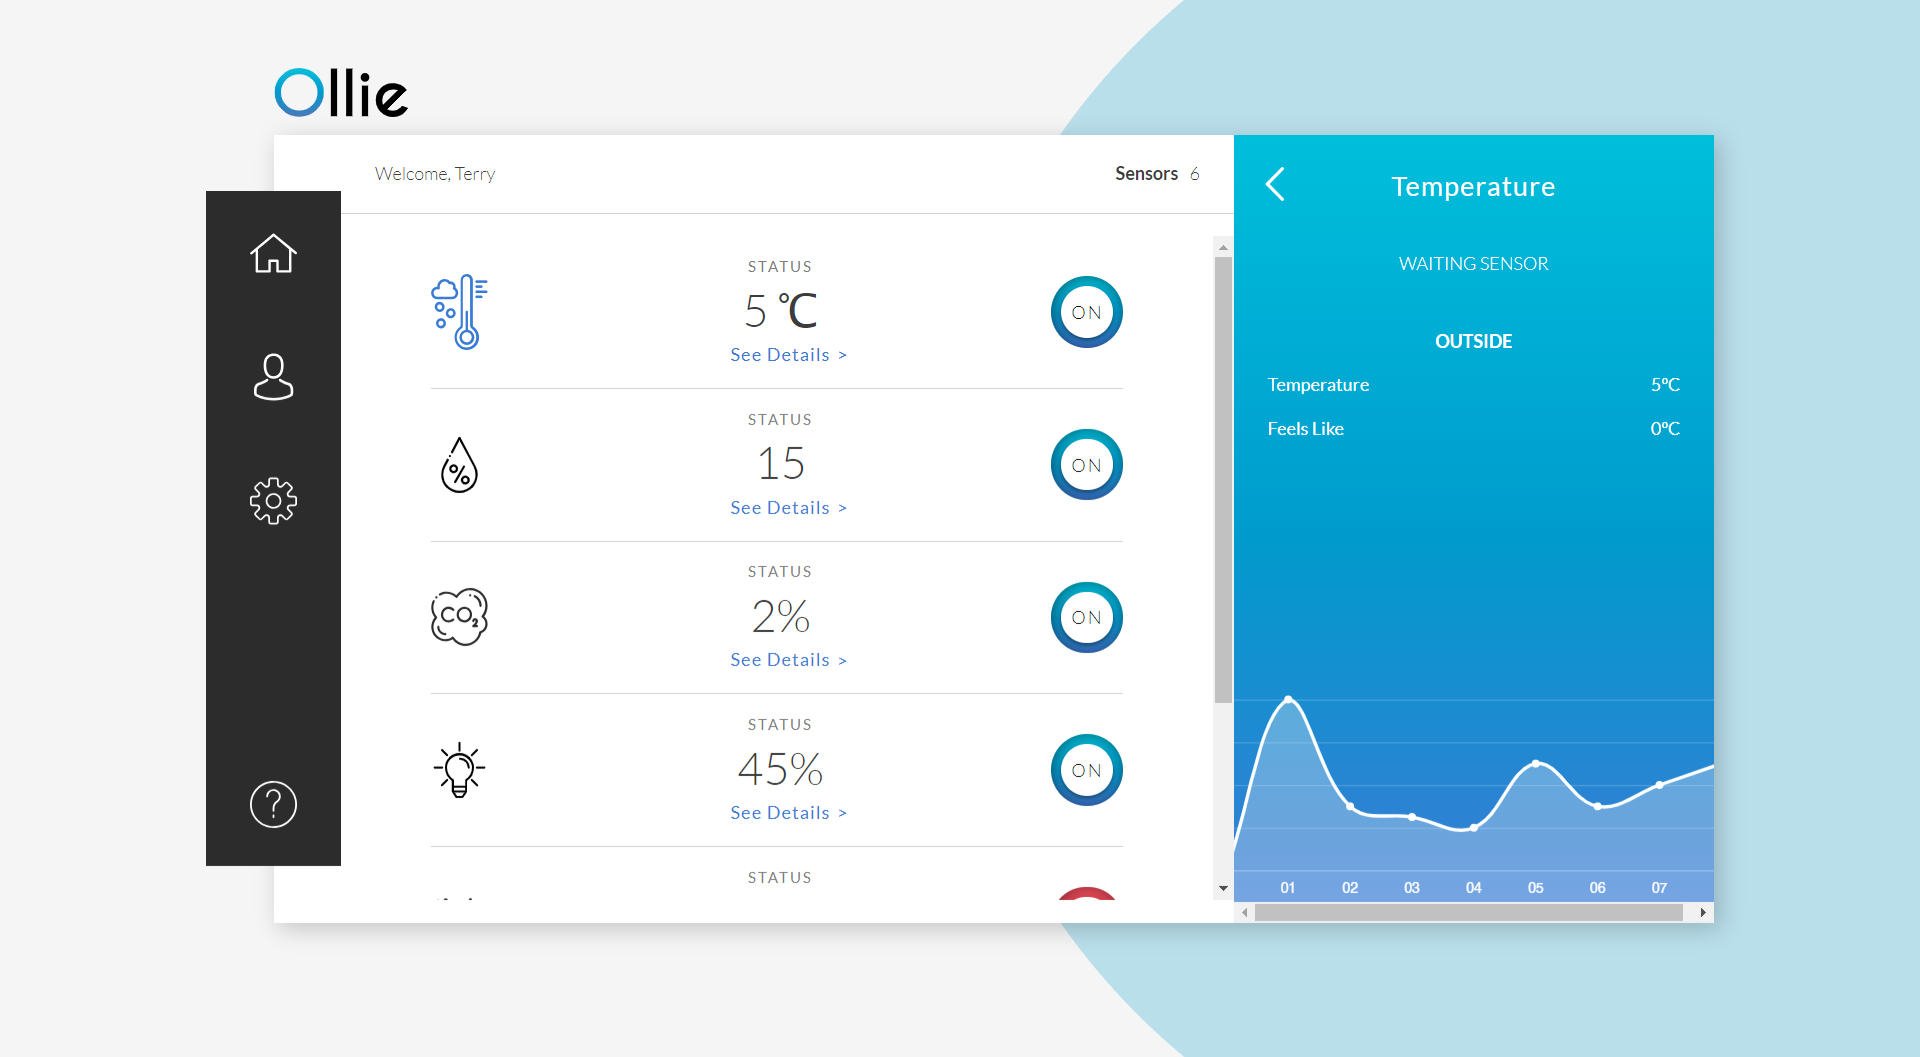 Ollie
Welcome, Terry
Sensors 6
STATUS
5 ℃
See Details >
ON
%
STATUS
15
See Details >
ON
CO2
STATUS
2%
See Details >
ON
STATUS
45%
See Details >
ON
STATUS
?
Temperature
WAITING SENSOR
OUTSIDE
Temperature 5ºC
Feels Like 0ºC
01 02 03 04 05 06 07